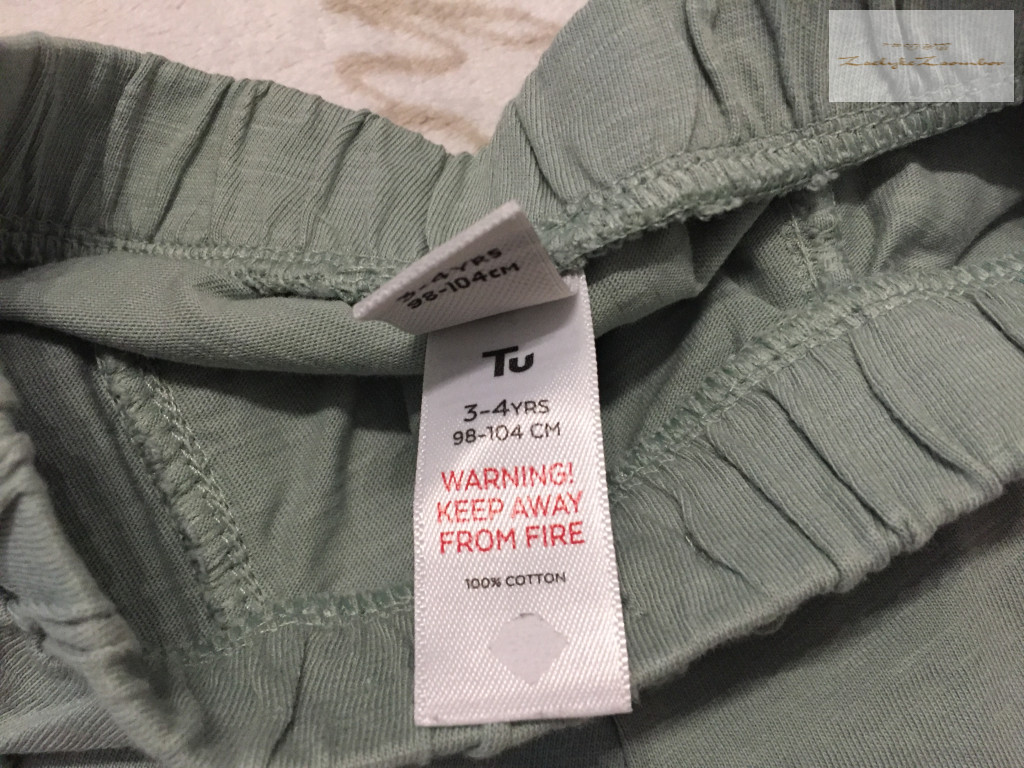 3-4YRS
98-104CM
Tu
3-4YRS
98-104 CM
WARNING!
KEEP AWAY
FROM FIRE
100% COTTON